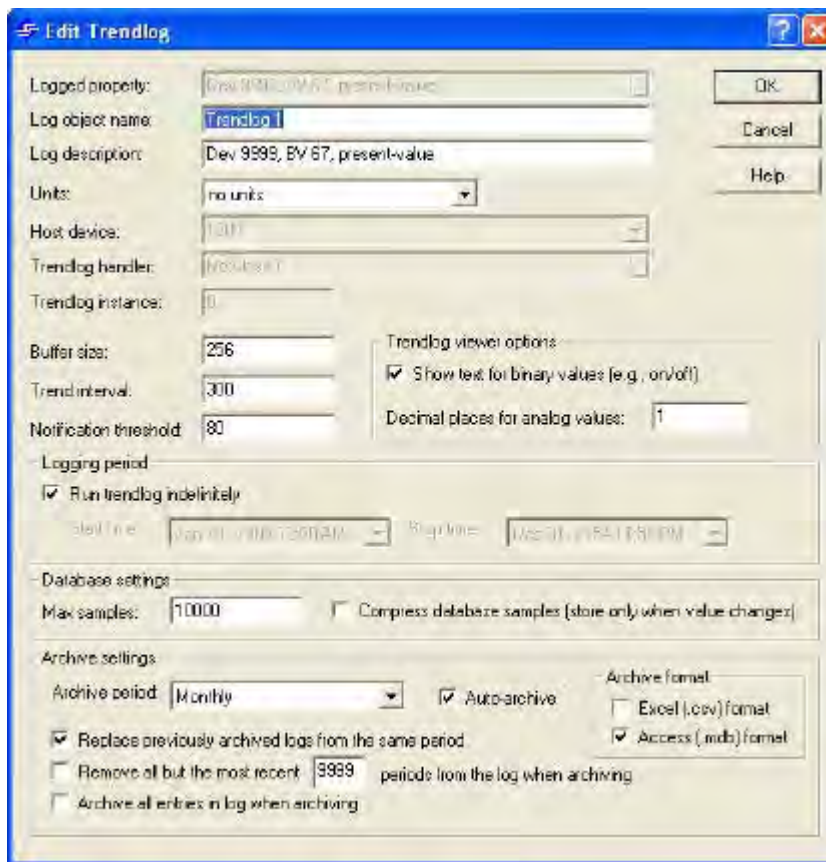 Edit Trendlog
Logged property: present-value
OK
Log object name: Trendlog 1
Cancel
Log description: Dev 9999, BV 67, present-value
Help
Units: no units
Host device:
Trendlog handler:
Trendlog instance:
Buffer size: 256
Trendlog viewer options
Show text for binary values (e.g., on/off)
Trend interval: 300
Decimal places for analog values: 1
Notification threshold: 80
Logging period
Run trendlog indefinitely
Start time: Stop time:
Database settings
Max samples: 10000 Compress database samples (store only when value changes)
Archive settings
Archive format
Archive period: Monthly Auto-archive
Excel (.csv) format
Replace previously archived logs from the same period
Access (.mdb) format
Remove all but the most recent 9999 periods from the log when archiving
Archive all entries in log when archiving